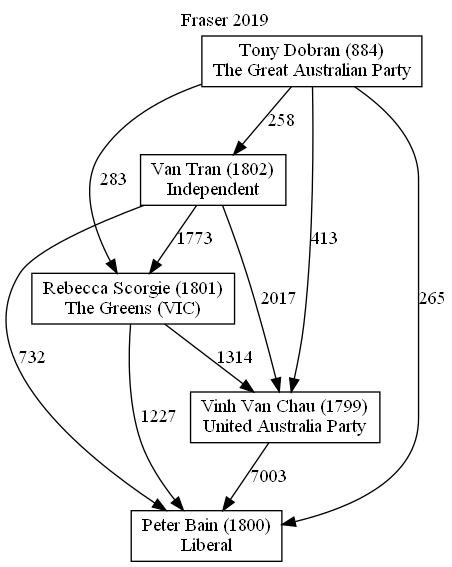 Fraser 2019
Tony Dobran (884)
The Great Australian Party
258
Van Tran (1802)
Independent
283
1773
413
Rebecca Scorgie (1801)
The Greens (VIC)
2017
265
732
1314
Vinh Van Chau (1799)
United Australia Party
1227
7003
Peter Bain (1800)
Liberal